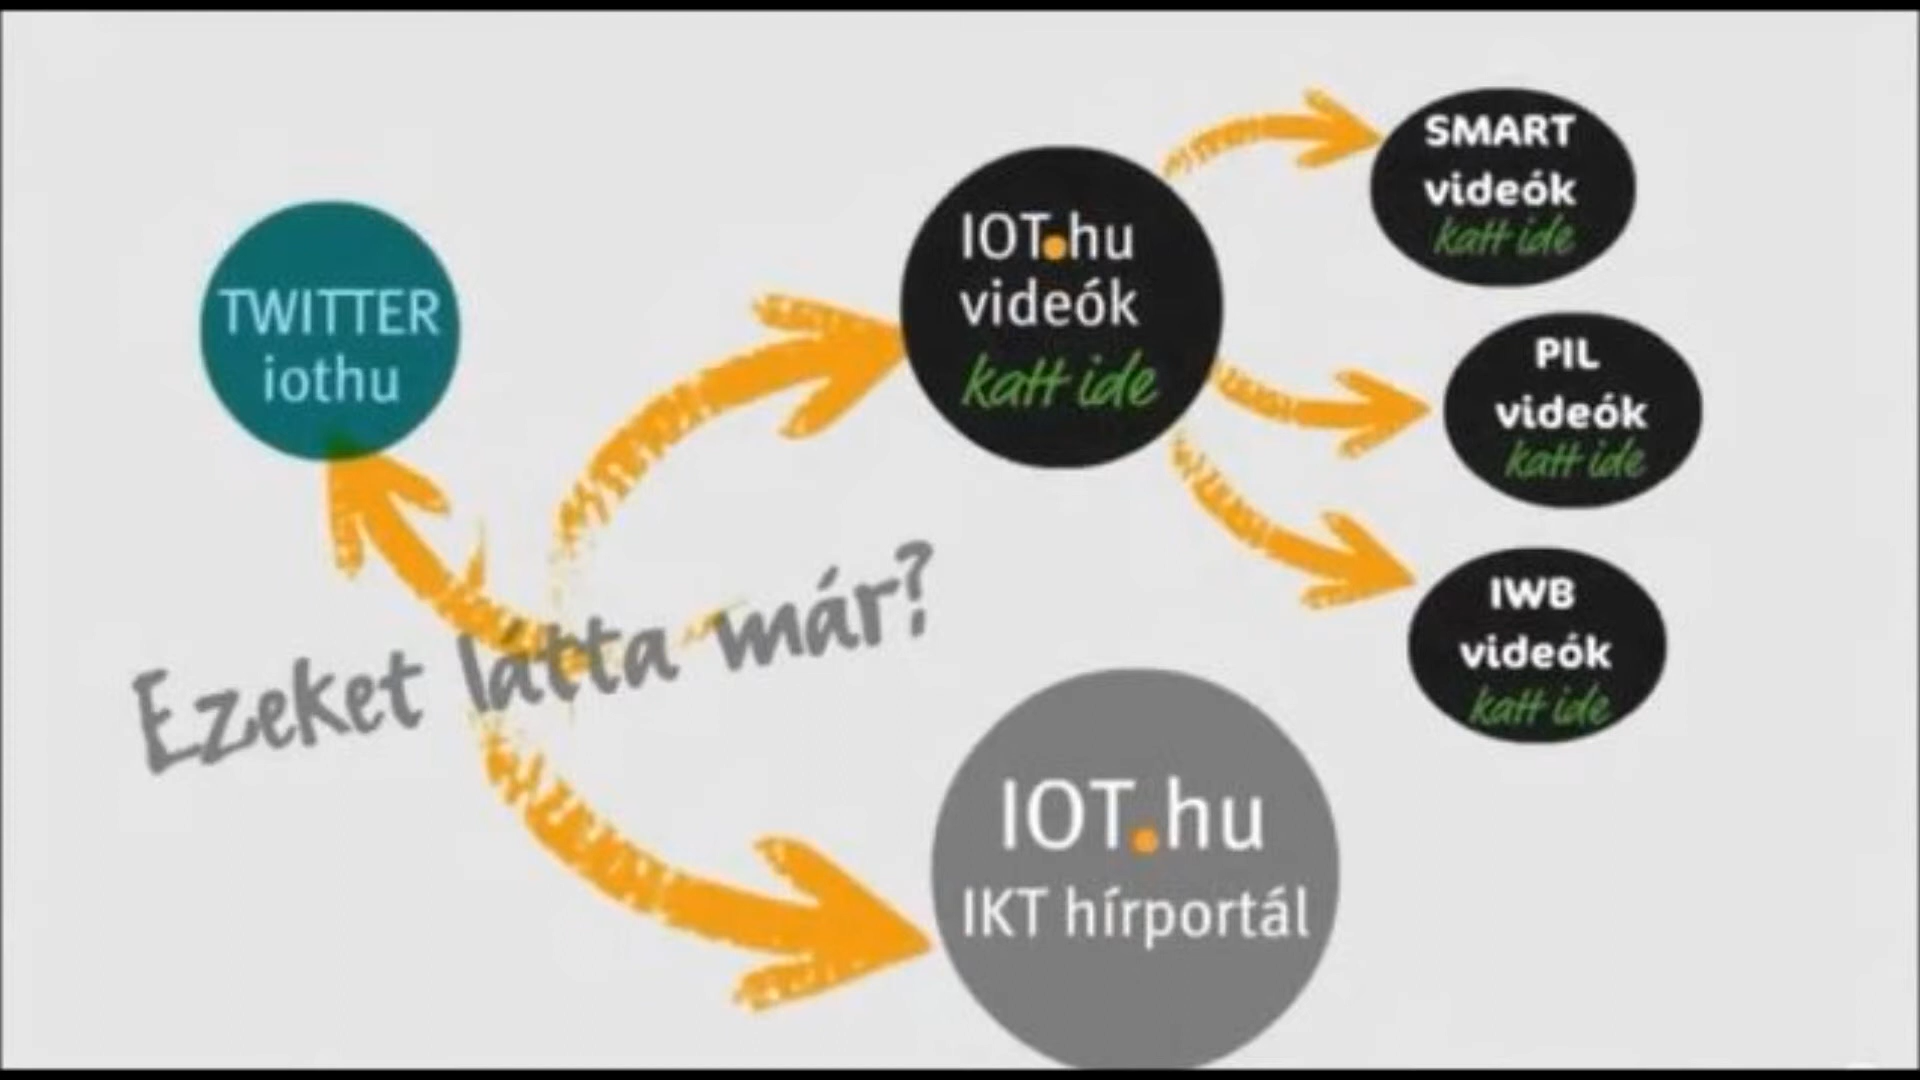 TWITTER
iothu
IOT.hu
videók
katt ide
SMART
videók
katt ide
PIL
videók
katt ide
IWB
videók
katt ide
Ezeket látta már?
IOT.hu
IKT hírportál